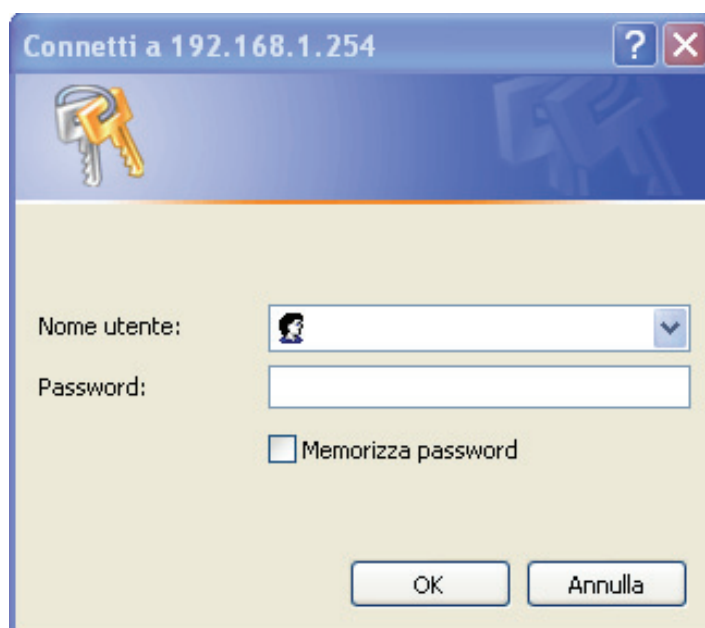 Connetti a 192.168.1.254
Nome utente:
Password:
Memorizza password
OK Annulla